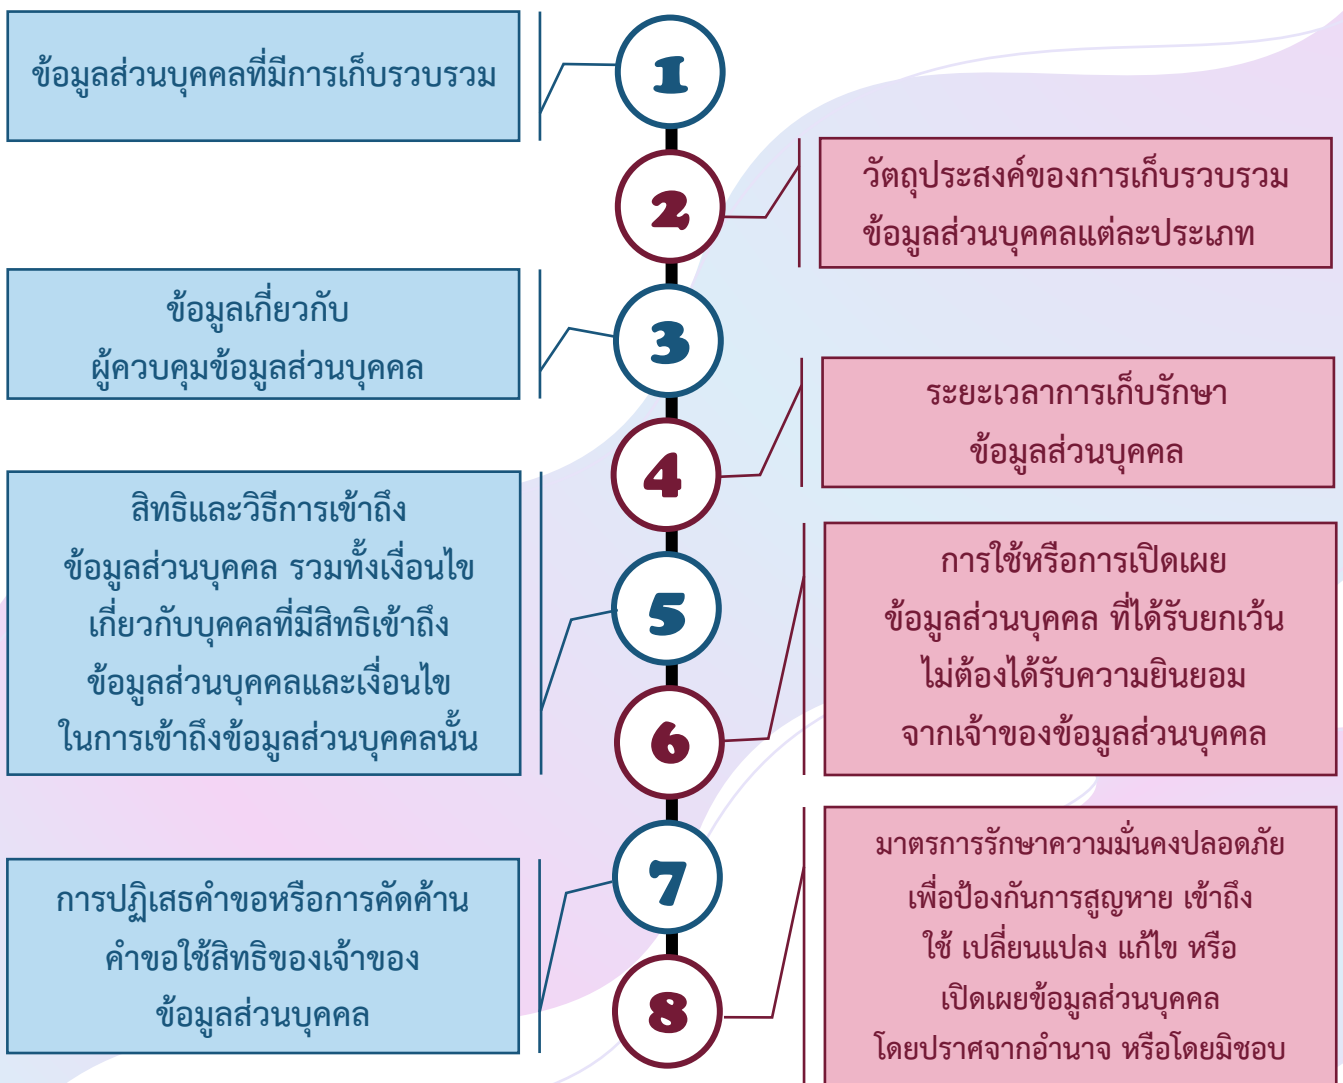 1
ข้อมูลส่วนบุคคลที่มีการเก็บรวบรวม
2
วัตถุประสงค์ของการเก็บรวบรวม
ข้อมูลส่วนบุคคลแต่ละประเภท
3
ข้อมูลเกี่ยวกับ
ผู้ควบคุมข้อมูลส่วนบุคคล
4
ระยะเวลาการเก็บรักษา
ข้อมูลส่วนบุคคล
5
สิทธิและวิธีการเข้าถึง
ข้อมูลส่วนบุคคล รวมทั้งเงื่อนไข
เกี่ยวกับบุคคลที่มีสิทธิเข้าถึง
ข้อมูลส่วนบุคคลและเงื่อนไข
ในการเข้าถึงข้อมูลส่วนบุคคลนั้น
6
การใช้หรือการเปิดเผย
ข้อมูลส่วนบุคคล ที่ได้รับยกเว้น
ไม่ต้องได้รับความยินยอม
จากเจ้าของข้อมูลส่วนบุคคล
7
การปฏิเสธคำขอหรือการคัดค้าน
คำขอใช้สิทธิของเจ้าของ
ข้อมูลส่วนบุคคล
8
มาตรการรักษาความมั่นคงปลอดภัย
เพื่อป้องกันการสูญหาย เข้าถึง
ใช้ เปลี่ยนแปลง แก้ไข หรือ
เปิดเผยข้อมูลส่วนบุคคล
โดยปราศจากอำนาจ หรือโดยมิชอบ